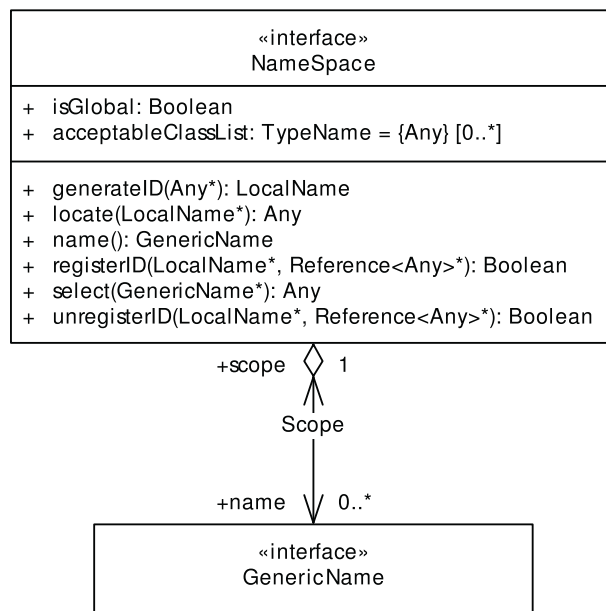 «interface»
NameSpace
+ isGlobal: Boolean
+ acceptableClassList: TypeName = {Any} [0..*]
+ generateID(Any*): LocalName
+ locate(LocalName*): Any
+ name(): GenericName
+ registerID(LocalName*, Reference<Any>*): Boolean
+ select(GenericName*): Any
+ unregisterID(LocalName*, Reference<Any>*): Boolean
+scope 1
Scope
+name 0..*
«interface»
GenericName